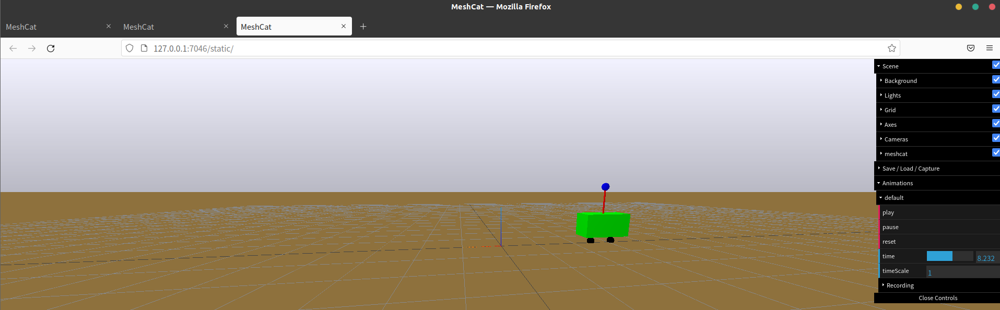 MeshCat — Mozilla Firefox
MeshCat MeshCat MeshCat
127.0.0.1:7046/static/
Scene
Background
Lights
Grid
Axes
Cameras
meshcat
Save / Load / Capture
Animations
default
play
pause
reset
time 8.232
timeScale 1
Recording
Close Controls